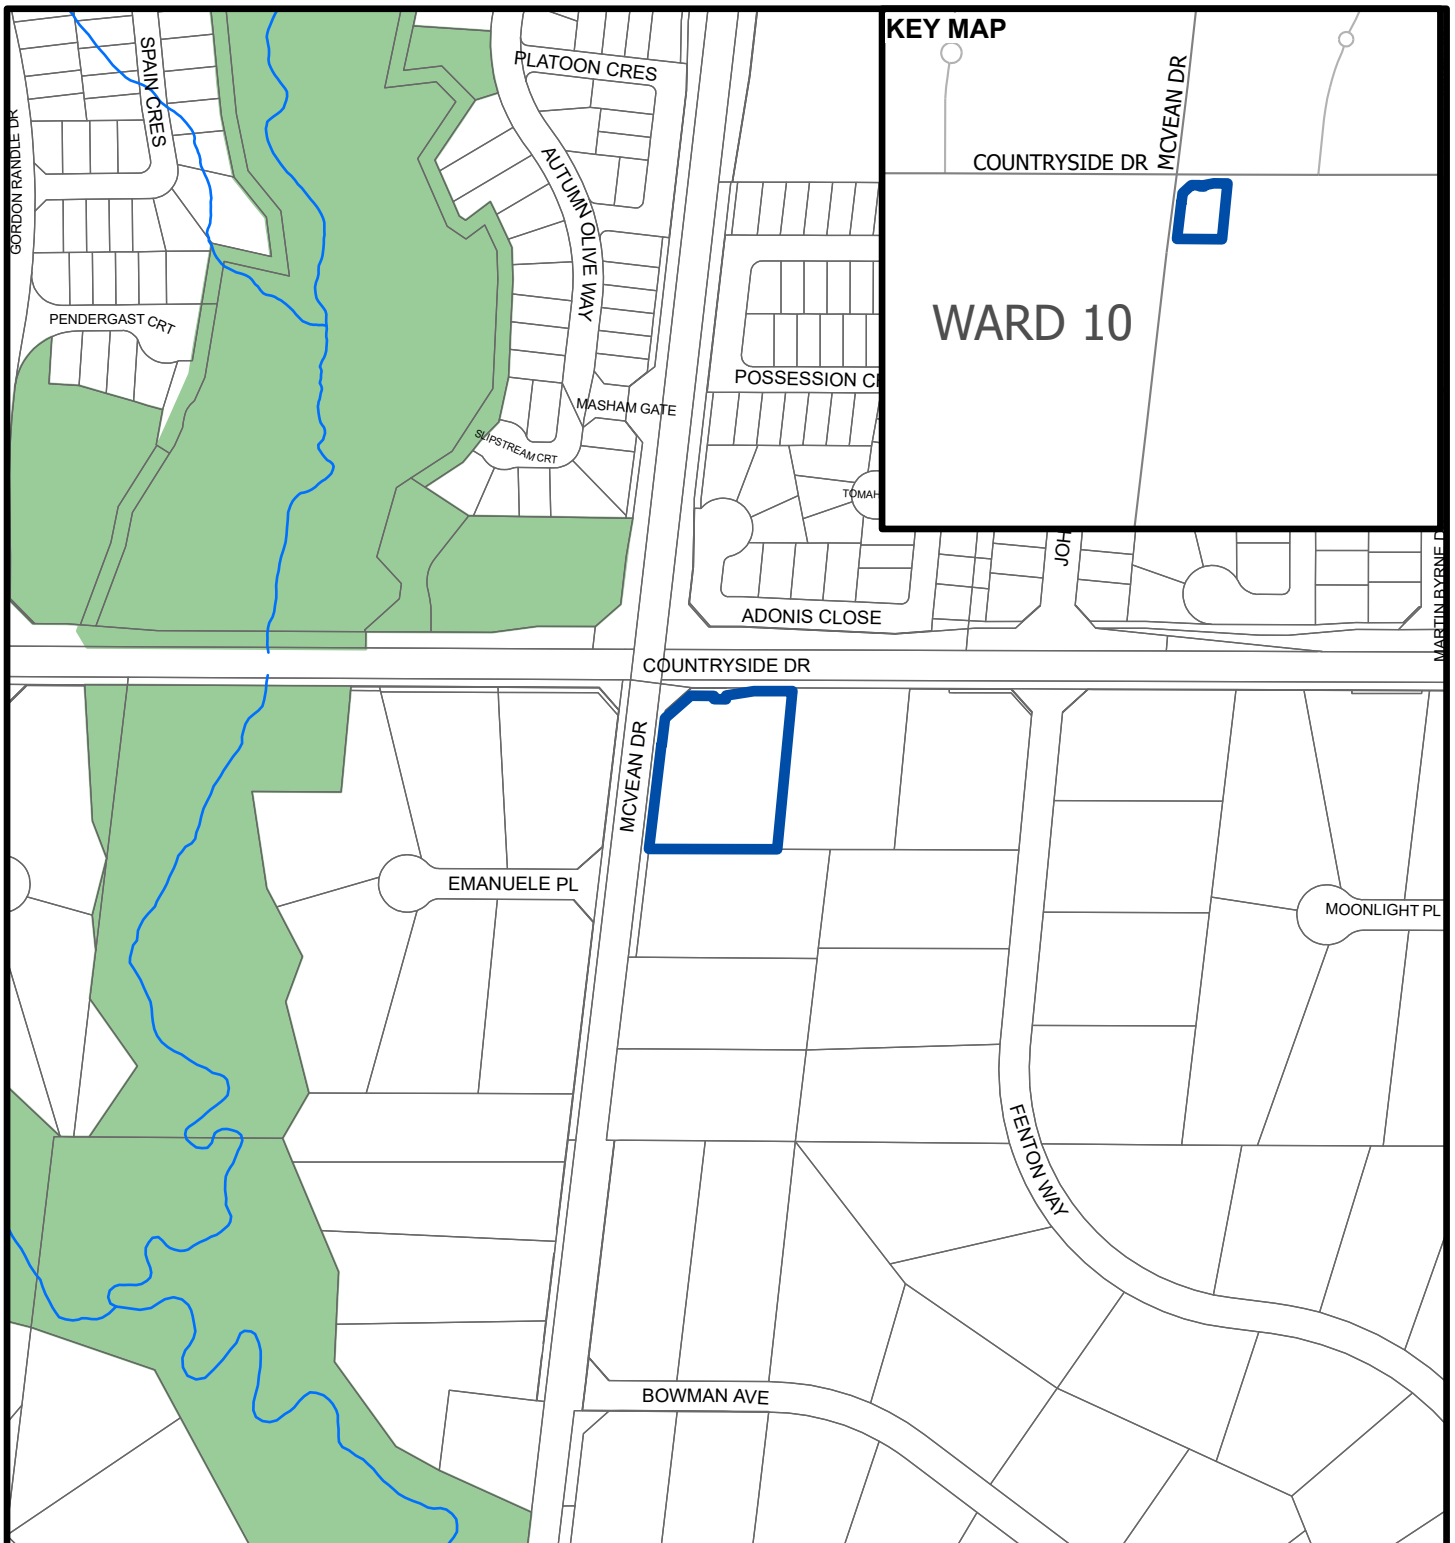 KEY MAP
MCVEAN DR
COUNTRYSIDE DR
WARD 10
SPAIN CRES
GORDON RANDLE DR
PLATOON CRES
AUTUMN OLIVE WAY
PENDERGAST CRT
POSSESSION C
MASHAM GATE
SLIPSTREAM CRT
TOMAH
JOH
MARTIN BYRNE D
ADONIS CLOSE
COUNTRYSIDE DR
MCVEAN DR
EMANUELE PL
MOONLIGHT PL
FENTON WAY
BOWMAN AVE